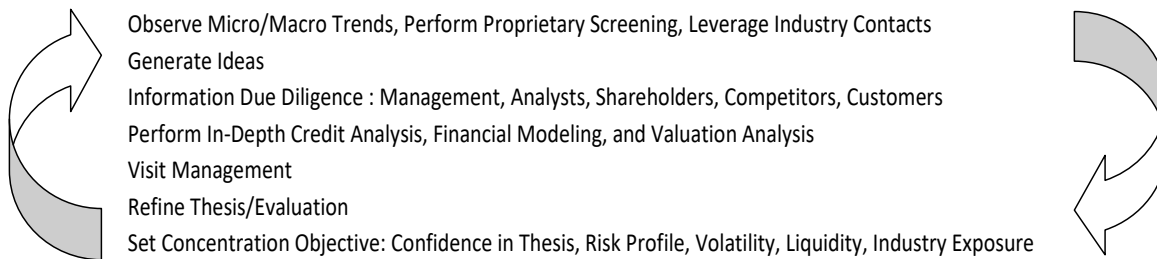 Observe Micro/Macro Trends, Perform Proprietary Screening, Leverage Industry Contacts
Generate Ideas
Information Due Diligence : Management, Analysts, Shareholders, Competitors, Customers
Perform In-Depth Credit Analysis, Financial Modeling, and Valuation Analysis
Visit Management
Refine Thesis/Evaluation
Set Concentration Objective: Confidence in Thesis, Risk Profile, Volatility, Liquidity, Industry Exposure